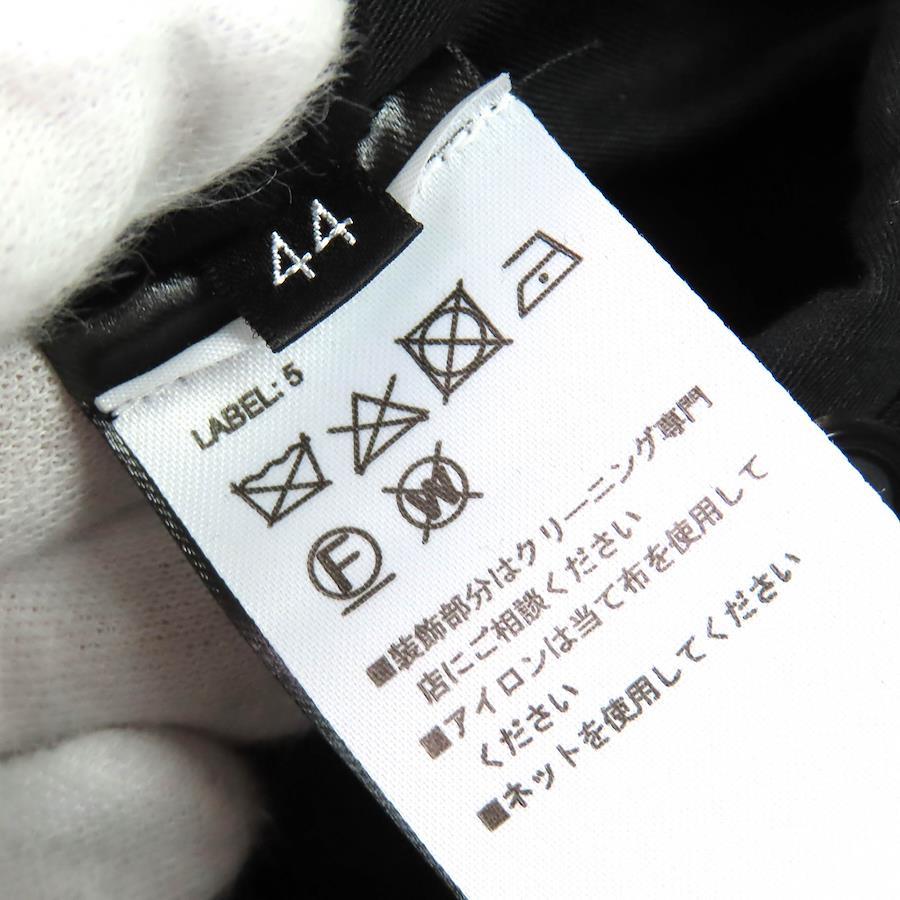 44
LABEL: 5
F W
■装飾部分はクリーニング専門
店にご相談ください
■アイロンは当て布を使用して
ください
■ネットを使用してください